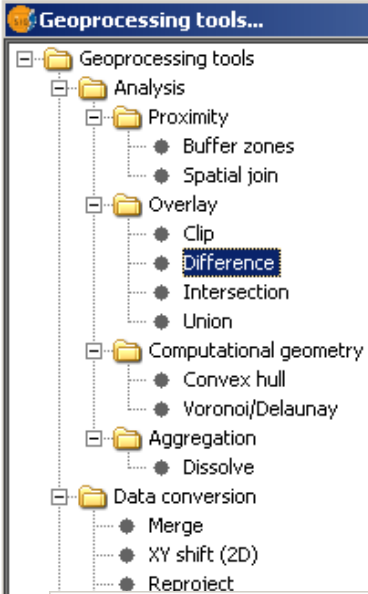 Geoprocessing tools...
Geoprocessing tools
Analysis
Proximity
Buffer zones
Spatial join
Overlay
Clip
Difference
Intersection
Union
Computational geometry
Convex hull
Voronoi/Delaunay
Aggregation
Dissolve
Data conversion
Merge
XY shift (2D)
Reproject